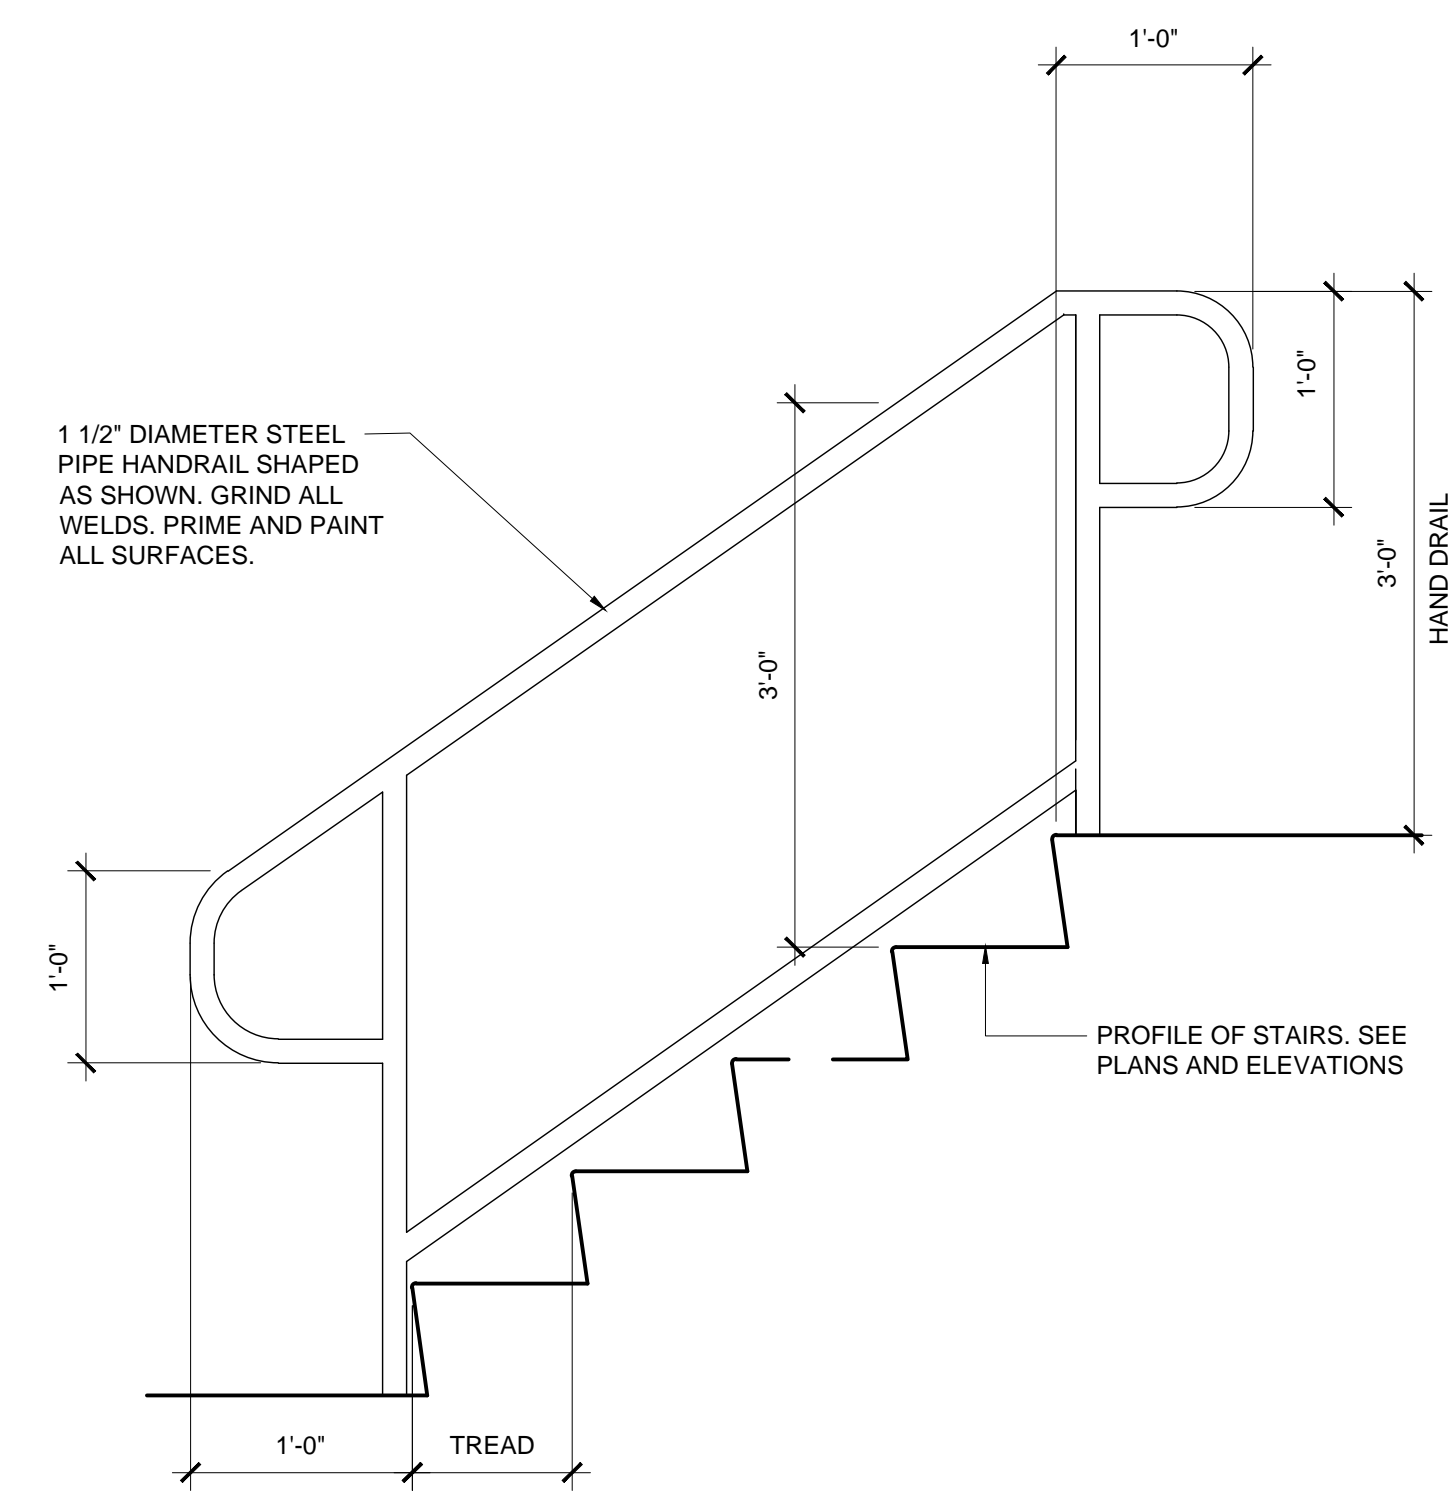 1'-0"
1'-0"
1 1/2" DIAMETER STEEL
PIPE HANDRAIL SHAPED
AS SHOWN. GRIND ALL
WELDS. PRIME AND PAINT
ALL SURFACES.
3'-0"
HAND DRAIL
3'-0"
1'-0"
PROFILE OF STAIRS. SEE
PLANS AND ELEVATIONS
1'-0"
TREAD